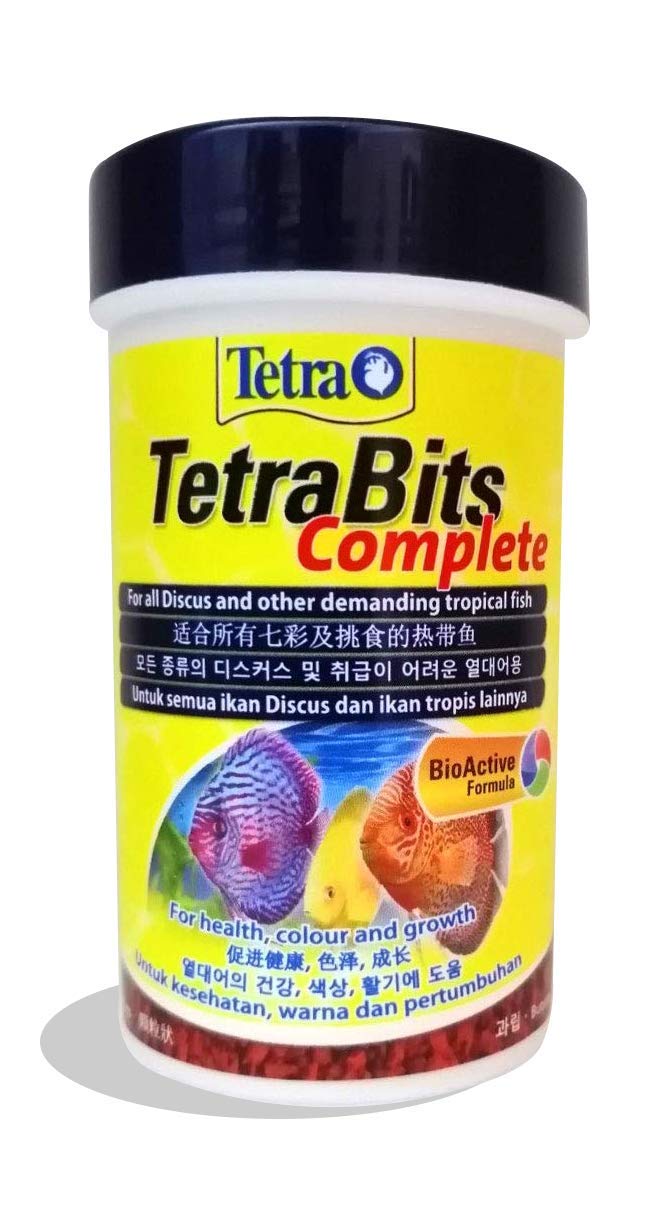 Tetra
TetraBits
Complete
For all Discus and other demanding tropical fish
适合所有七彩及挑食的热带鱼
모든 종류의 디스커스 및 취급이 어려운 열대어용
Untuk semua ikan Discus dan ikan tropis lainnya
BioActive
Formula
For health, colour and growth
促进健康, 色泽, 成长
열대어의 건강, 색상, 활기에 도움
Untuk kesehatan, warna dan pertumbuhan
顆粒狀
과립